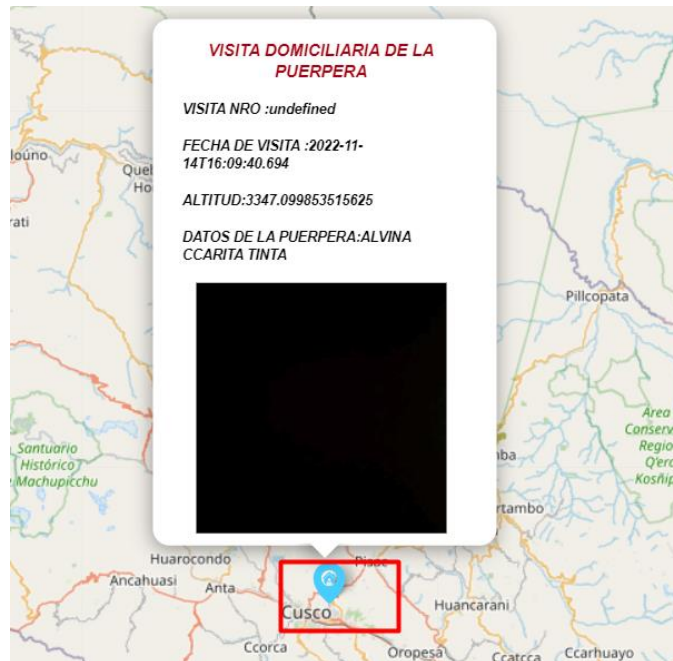 VISITA DOMICILIARIA DE LA
PUERPERA
VISITA NRO :undefined
FECHA DE VISITA :2022-11-
14T16:09:40.694
ALTITUD:3347.099853515625
DATOS DE LA PUERPERA:ALVINA
CCARITA TINTA
Pillcopata
Santuario
Histórico
Machupicchu
Area
Conserv
Regio
Q'ero
Kosñip
rtambo
Huarocondo
Pisac
Ancahuasi
Anta
Cusco
Huancarani
Ccorca
Oropesa
Ccatcca
Ccarhuayo